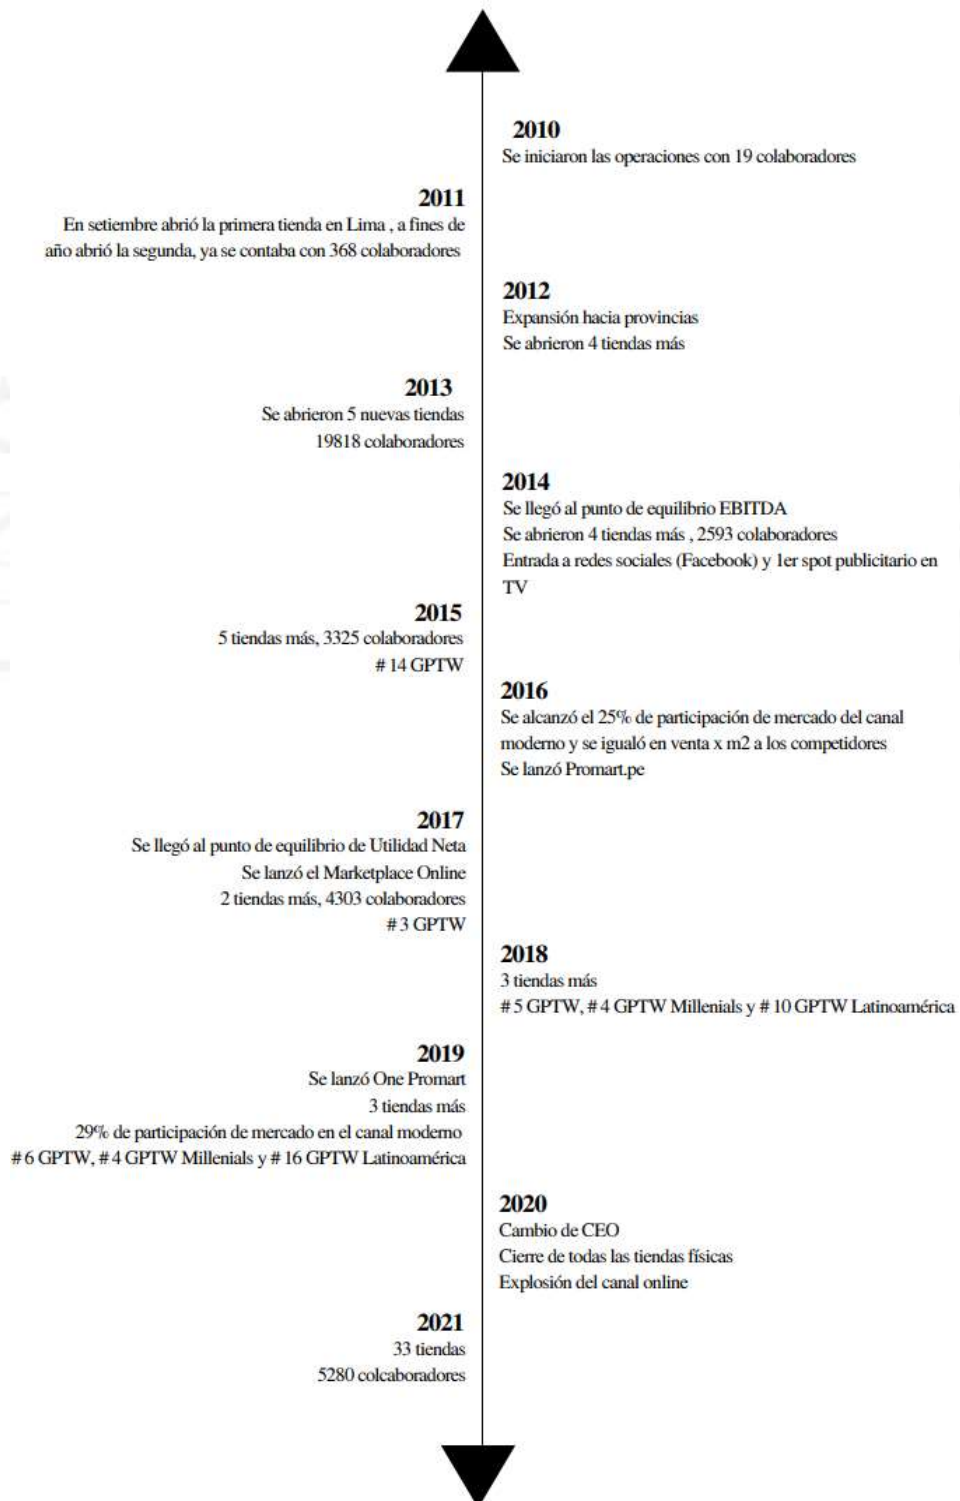 2010
Se iniciaron las operaciones con 19 colaboradores
2011
En setiembre abrió la primera tienda en Lima , a fines de
año abrió la segunda, ya se contaba con 368 colaboradores
2012
Expansión hacia provincias
Se abrieron 4 tiendas más
2013
Se abrieron 5 nuevas tiendas
19818 colaboradores
2014
Se llegó al punto de equilibrio EBITDA
Se abrieron 4 tiendas más , 2593 colaboradores
Entrada a redes sociales (Facebook) y 1er spot publicitario en
TV
2015
5 tiendas más, 3325 colaboradores
# 14 GPTW
2016
Se alcanzó el 25% de participación de mercado del canal
moderno y se igualó en venta x m2 a los competidores
Se lanzó Promart.pe
2017
Se llegó al punto de equilibrio de Utilidad Neta
Se lanzó el Marketplace Online
2 tiendas más, 4303 colaboradores
# 3 GPTW
2018
3 tiendas más
# 5 GPTW, # 4 GPTW Millenials y # 10 GPTW Latinoamérica
2019
Se lanzó One Promart
3 tiendas más
29% de participación de mercado en el canal moderno
# 6 GPTW, # 4 GPTW Millenials y # 16 GPTW Latinoamérica
2020
Cambio de CEO
Cierre de todas las tiendas físicas
Explosión del canal online
2021
33 tiendas
5280 colcaboradores